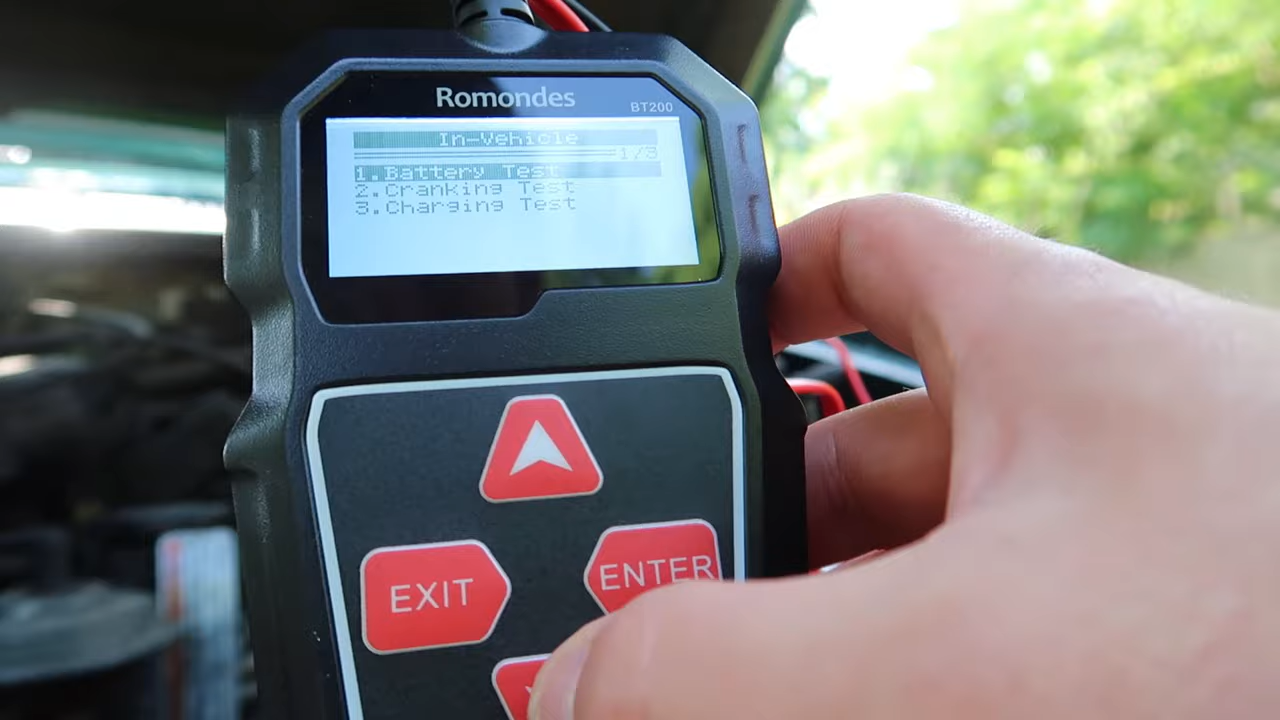 Romondes
BT200
In-Vehicle
1/3
1.Battery Test
2.Cranking Test
3.Charging Test
EXIT
ENTER